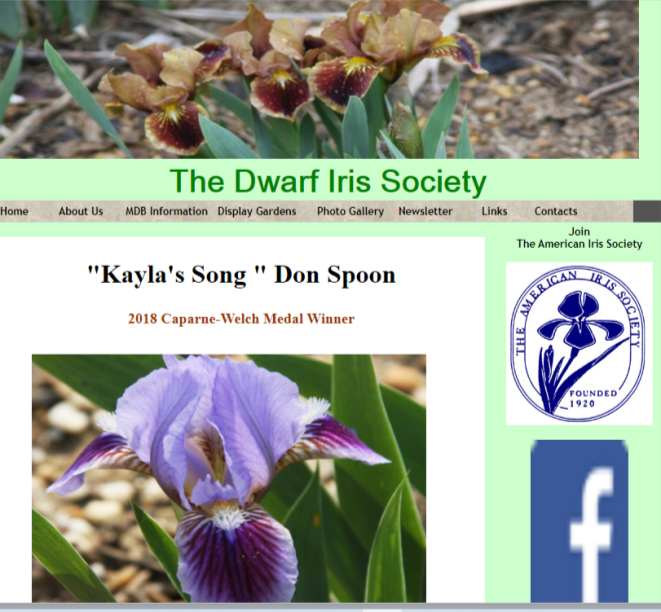 The Dwarf Iris Society
Home About Us MDB Information Display Gardens Photo Gallery Newsletter Links Contacts
Join
The American Iris Society
"Kayla's Song " Don Spoon
2018 Caparne-Welch Medal Winner
THE AMERICAN IRIS SOCIETY
FOUNDED
1920
f